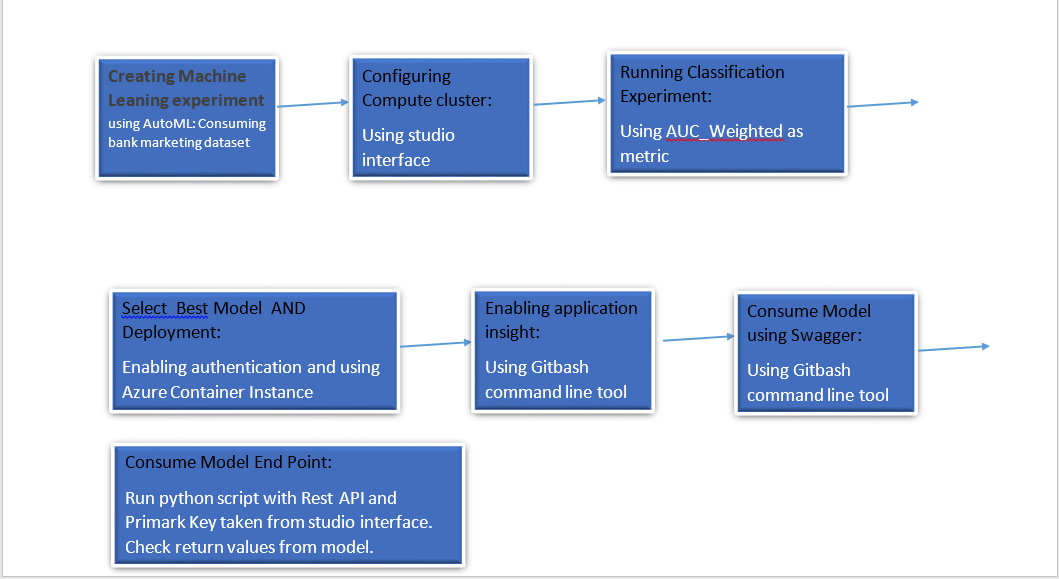 Creating Machine
Leaning experiment
using AutoML: Consuming
bank marketing dataset
Configuring
Compute cluster:
Using studio
interface
Running Classification
Experiment:
Using AUC_Weighted as
metric
Select Best Model AND
Deployment:
Enabling authentication and using
Azure Container Instance
Enabling application
insight:
Using Gitbash
command line tool
Consume Model
using Swagger:
Using Gitbash
command line tool
Consume Model End Point:
Run python script with Rest API and
Primark Key taken from studio interface.
Check return values from model.